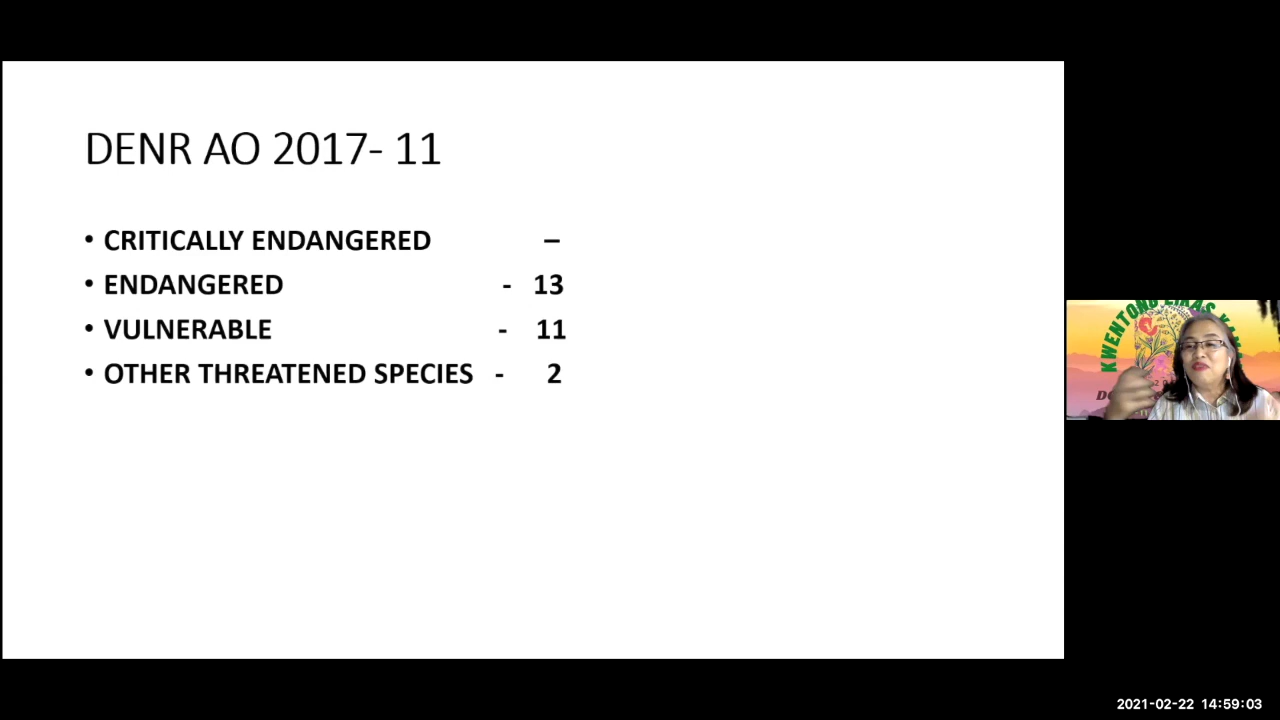 DENR AO 2017- 11
• CRITICALLY ENDANGERED –
• ENDANGERED - 13
• VULNERABLE - 11
• OTHER THREATENED SPECIES - 2
KWENTONG
2021-02-22 14:59:03